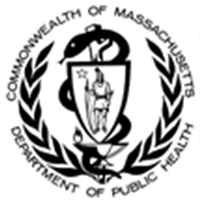 COMMONWEALTH OF MASSACHUSETTS
DEPARTMENT OF PUBLIC HEALTH